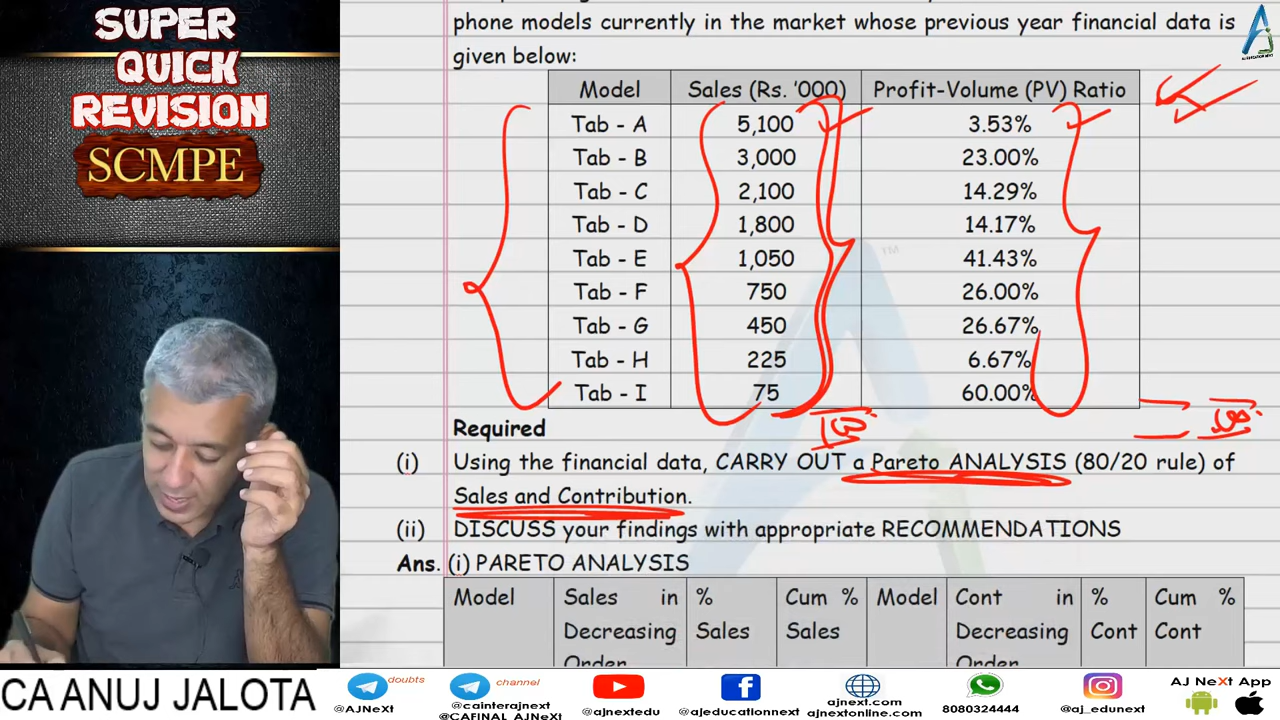 SUPER
QUICK
REVISION
SCMPE
phone models currently in the market whose previous year financial data is
given below:
Model Sales (Rs. '000) Profit-Volume (PV) Ratio
Tab - A 5,100 3.53%
Tab - B 3,000 23.00%
Tab - C 2,100 14.29%
Tab - D 1,800 14.17%
Tab - E 1,050 41.43%
Tab - F 750 26.00%
Tab - G 450 26.67%
Tab - H 225 6.67%
Tab - I 75 60.00%
Required
(i) Using the financial data, CARRY OUT a Pareto ANALYSIS (80/20 rule) of
Sales and Contribution.
(ii) DISCUSS your findings with appropriate RECOMMENDATIONS
Ans. (i) PARETO ANALYSIS
Model Sales in % Cum % Model Cont in % Cum %
Decreasing Sales Sales Decreasing Cont Cont
Order Order
CA ANUJ JALOTA
doubts
@AJNeXt
channel
@cainterajnext
@CAFINAL_AJNeXt
@ajnextedu
@ajeducationnext
ajnext.com
ajnextonline.com
8080324444
@aj_edunext
AJ NeXt App